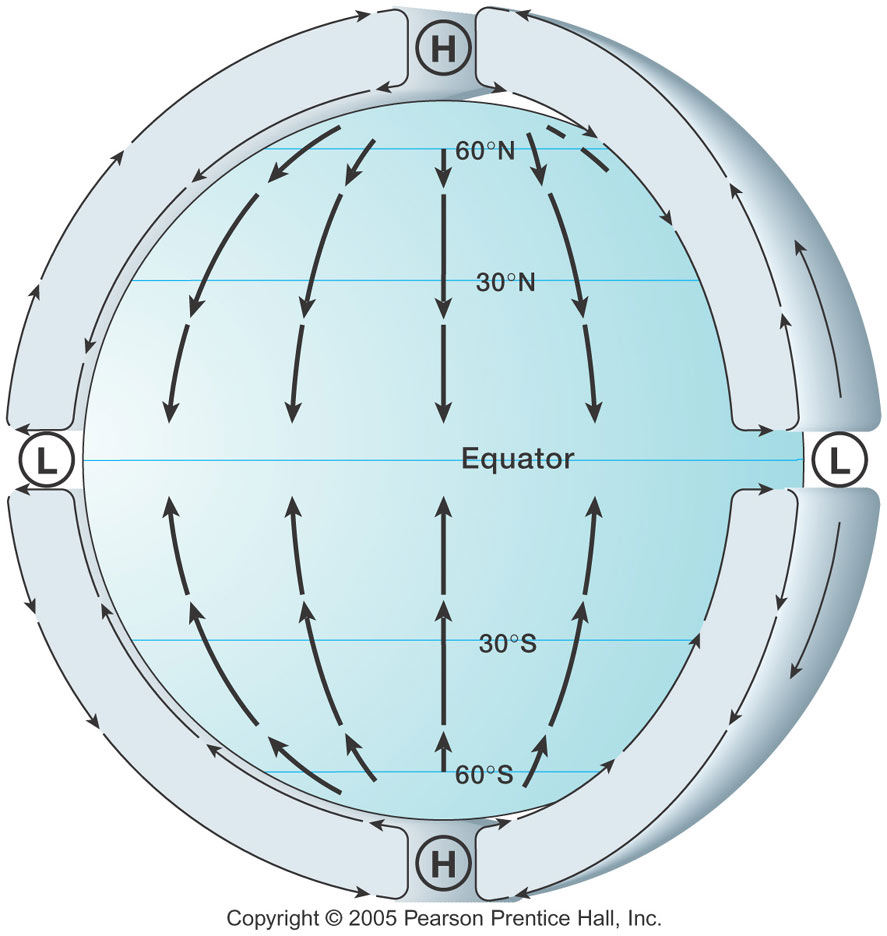 H
60°N
30°N
L
Equator
L
30°S
60°S
H
Copyright © 2005 Pearson Prentice Hall, Inc.